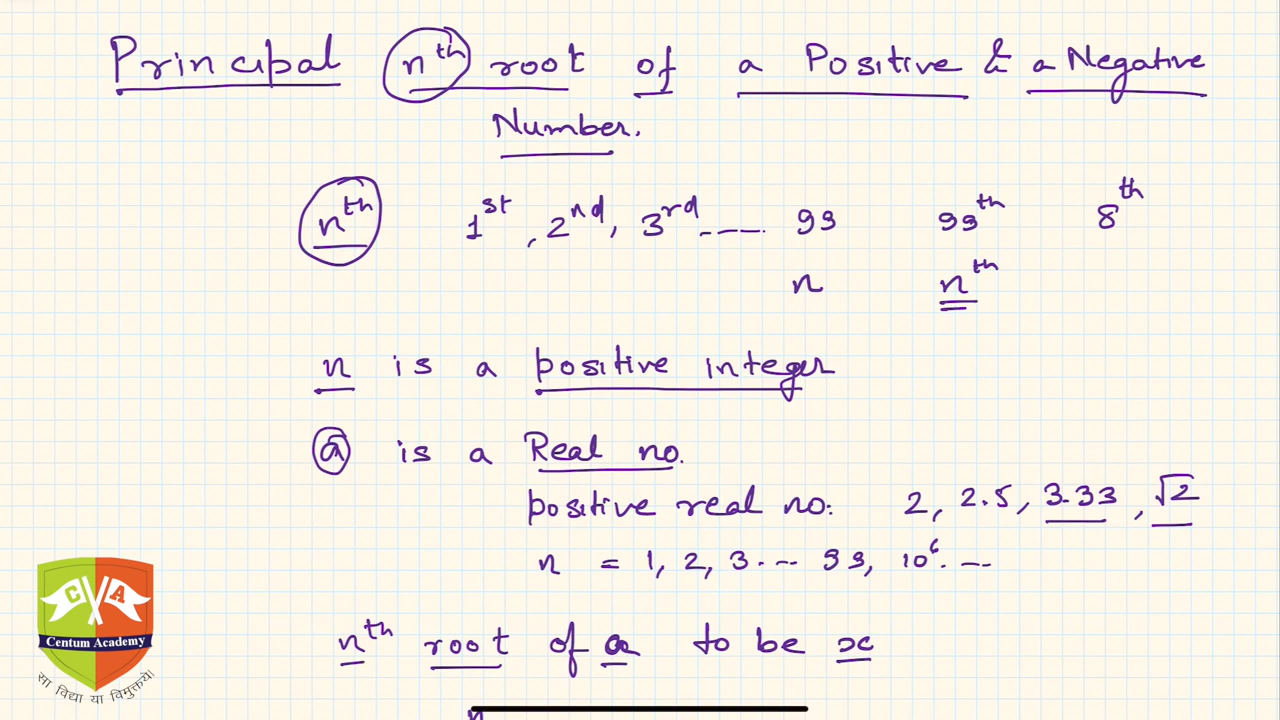 Principal nth root of a Positive & a Negative
Number.
nth 1st, 2nd, 3rd ---- 99 99th 8th
n nth
n is a positive integer
a is a Real no.
positive real no. 2, 2.5, 3.33, √2
n = 1, 2, 3 .-- 99, 10⁶. --
nth root of a to be x
n
C A
Centum Academy
सा विद्या या विमुक्तये